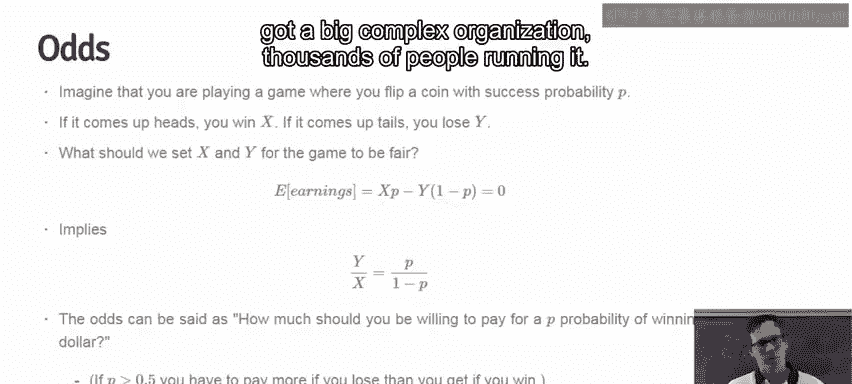 got a big complex organization,
thousands of people running it.
Odds
· Imagine that you are playing a game where you flip a coin with success probability p.
· If it comes up heads, you win X. If it comes up tails, you lose Y.
· What should we set X and Y for the game to be fair?
E[earnings] = Xp − Y(1 − p) = 0
· Implies
Y/X = p/(1 − p)
· The odds can be said as "How much should you be willing to pay for a p probability of
dollar?"
- (If p > 0.5 you have to pay more if you lose than you get if you win.)